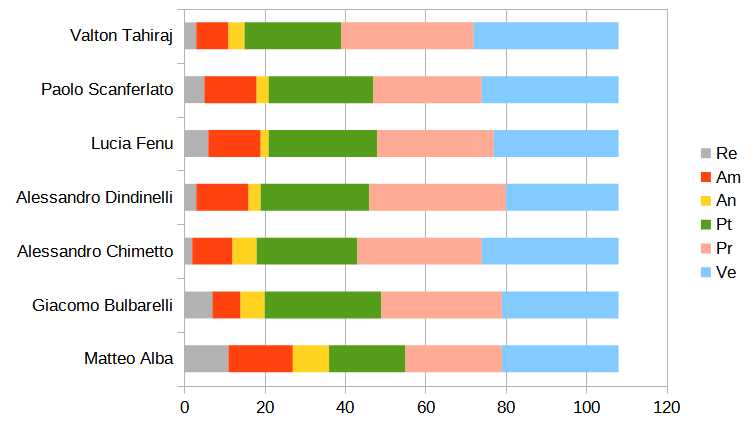 Valton Tahiraj
Paolo Scanferlato
Lucia Fenu
Alessandro Dindinelli
Alessandro Chimetto
Giacomo Bulbarelli
Matteo Alba
0 20 40 60 80 100 120
Re
Am
An
Pt
Pr
Ve